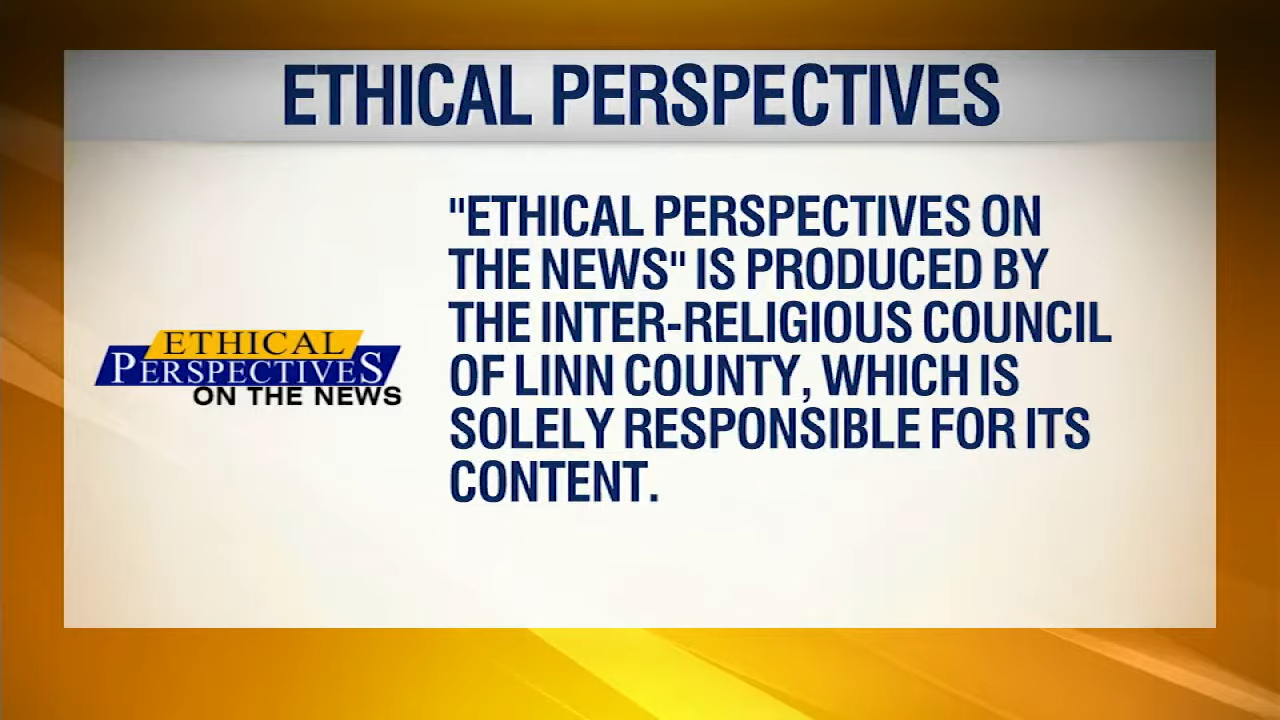 ETHICAL PERSPECTIVES
"ETHICAL PERSPECTIVES ON
THE NEWS" IS PRODUCED BY
THE INTER-RELIGIOUS COUNCIL
OF LINN COUNTY, WHICH IS
SOLELY RESPONSIBLE FOR ITS
CONTENT.
ETHICAL
PERSPECTIVES
ON THE NEWS